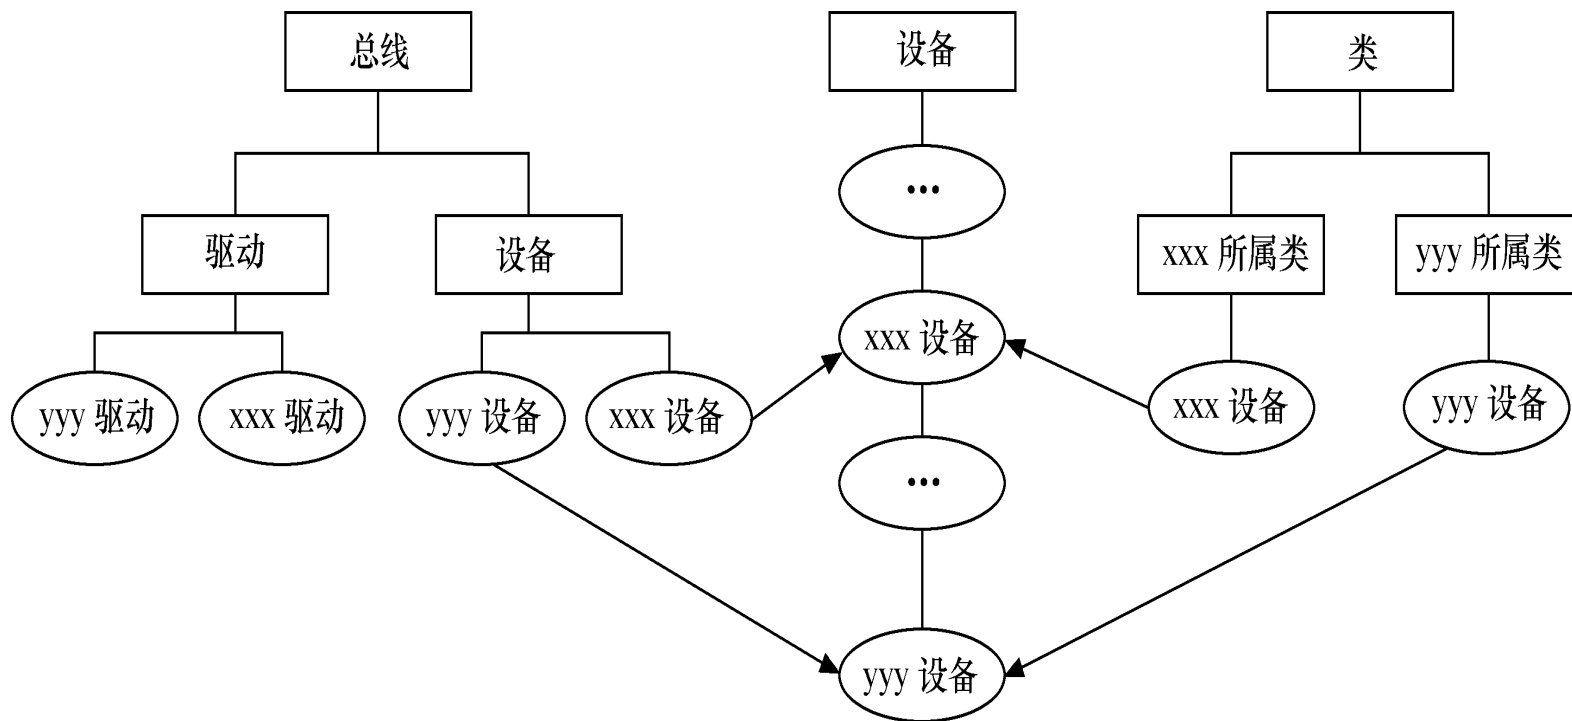 总线
设备
类
驱动
设备
xxx 所属类
yyy 所属类
•••
xxx 设备
yyy 驱动
xxx 驱动
yyy 设备
xxx 设备
xxx 设备
yyy 设备
•••
yyy 设备